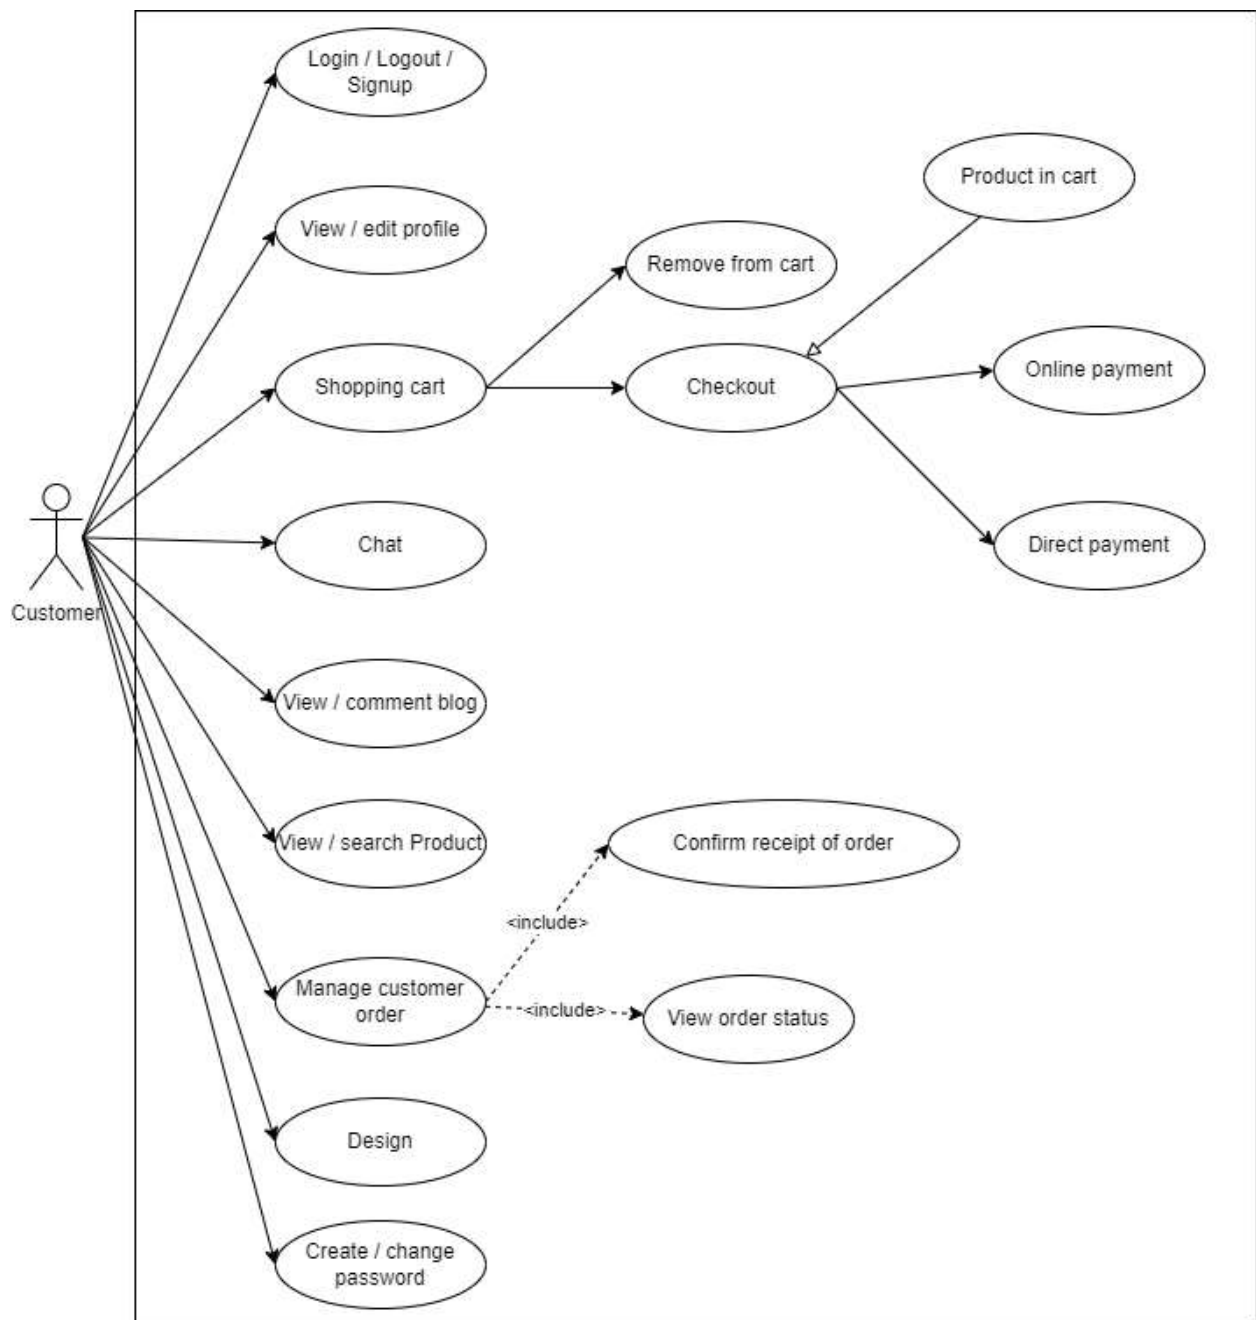 Login / Logout /
Signup
Product in cart
View / edit profile
Remove from cart
Online payment
Shopping cart
Checkout
Chat
Direct payment
Customer
View / comment blog
View / search Product
Confirm receipt of order
<include>
Manage customer
order
<include>
View order status
Design
Create / change
password